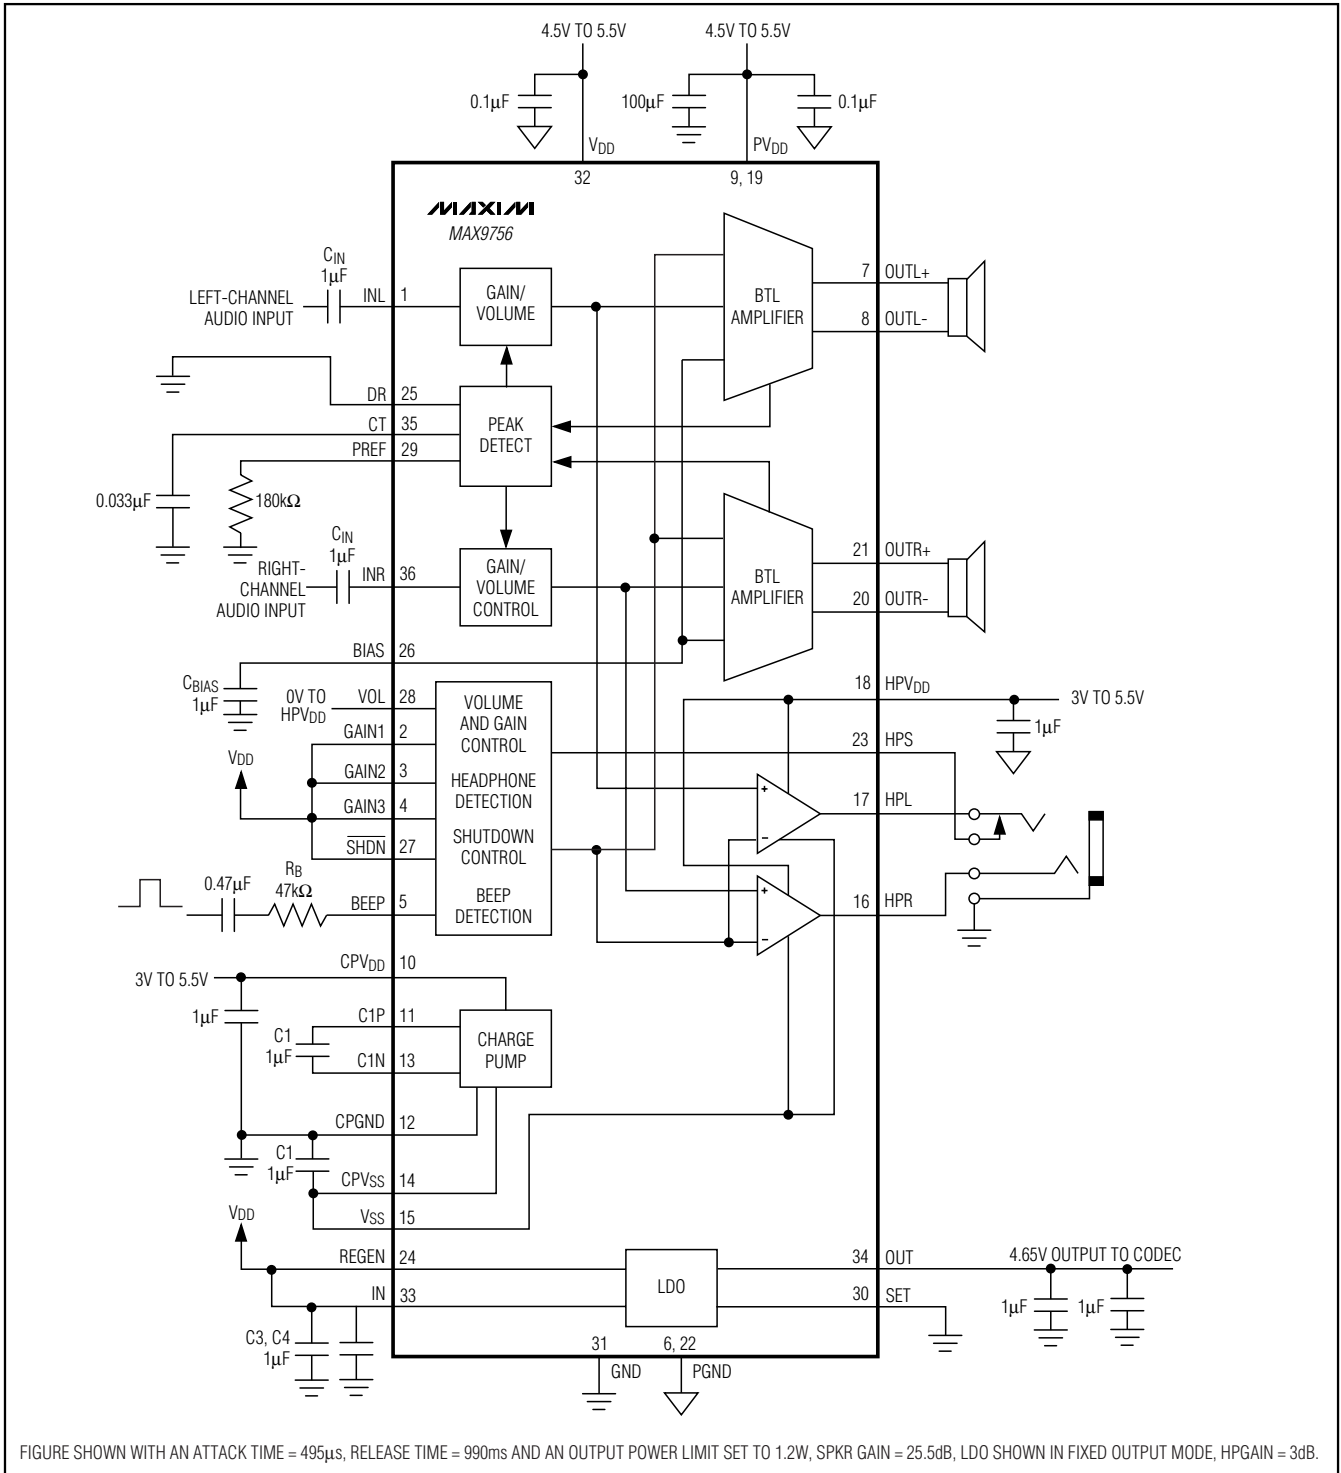 4.5V TO 5.5V
4.5V TO 5.5V
0.1µF
100µF
0.1µF
VDD
PVDD
32
9, 19
MAXIM
MAX9756
CIN
1µF
LEFT-CHANNEL
AUDIO INPUT
INL
1
GAIN/
VOLUME
BTL
AMPLIFIER
7
OUTL+
8
OUTL-
DR
25
CT
35
PREF
29
PEAK
DETECT
0.033µF
180kΩ
CIN
1µF
RIGHT-
CHANNEL
AUDIO INPUT
INR
36
GAIN/
VOLUME
CONTROL
BTL
AMPLIFIER
21
OUTR+
20
OUTR-
BIAS
26
CBIAS
1µF
0V TO
HPVDD
VOL
28
GAIN1
2
VDD
GAIN2
3
GAIN3
4
SHDN
27
VOLUME
AND GAIN
CONTROL
HEADPHONE
DETECTION
SHUTDOWN
CONTROL
BEEP
DETECTION
0.47µF
RB
47kΩ
BEEP
5
18
HPVDD
3V TO 5.5V
1µF
23
HPS
+
−
17
HPL
+
−
16
HPR
3V TO 5.5V
CPVDD
10
1µF
C1P
11
C1
1µF
C1N
13
CHARGE
PUMP
CPGND
12
C1
1µF
CPVSS
14
VSS
15
VDD
REGEN
24
IN
33
C3, C4
1µF
LDO
34
OUT
4.65V OUTPUT TO CODEC
30
SET
1µF
1µF
31
GND
6, 22
PGND
FIGURE SHOWN WITH AN ATTACK TIME = 495µs, RELEASE TIME = 990ms AND AN OUTPUT POWER LIMIT SET TO 1.2W, SPKR GAIN = 25.5dB, LDO SHOWN IN FIXED OUTPUT MODE, HPGAIN = 3dB.